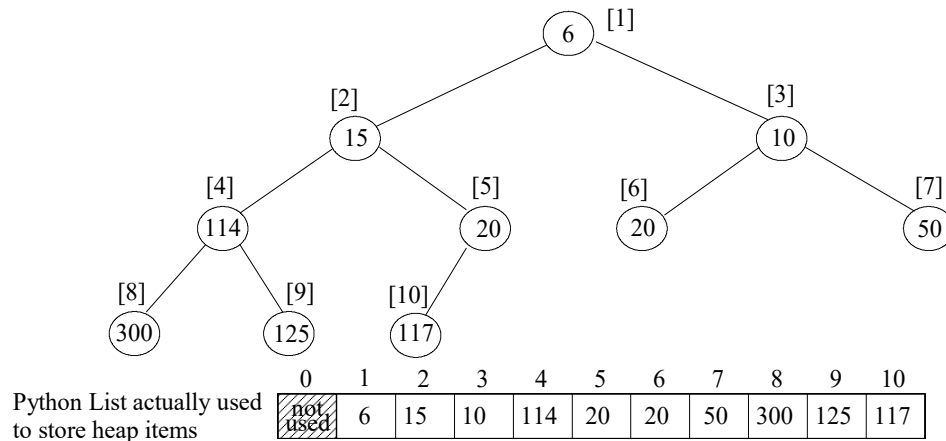 6 [1]
[2] [3]
15 10
[4] [5] [6] [7]
114 20 20 50
[8] [9] [10]
300 125 117
0 1 2 3 4 5 6 7 8 9 10
Python List actually used
to store heap items
not
used
6 15 10 114 20 20 50 300 125 117